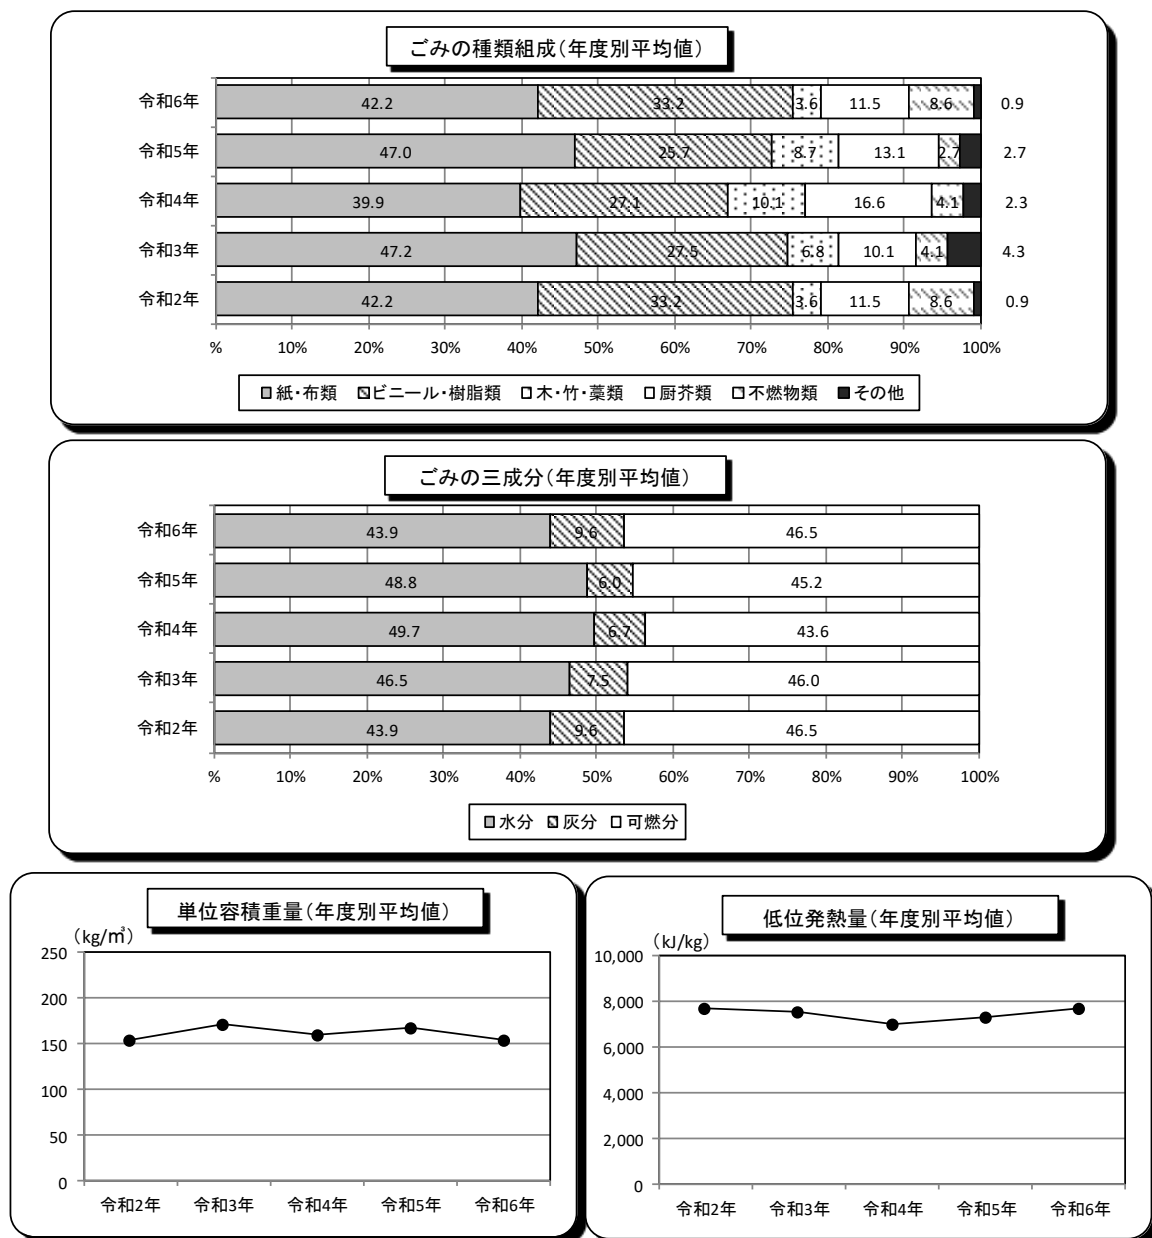 ごみの種類組成(年度別平均値)
令和6年 42.2 33.2 3.6 11.5 8.6 0.9
令和5年 47.0 25.7 8.7 13.1 2.7 2.7
令和4年 39.9 27.1 10.1 16.6 4.1 2.3
令和3年 47.2 27.5 6.8 10.1 4.1 4.3
令和2年 42.2 33.2 3.6 11.5 8.6 0.9
% 10% 20% 30% 40% 50% 60% 70% 80% 90% 100%
紙・布類 ビニール・樹脂類 木・竹・藁類 厨芥類 不燃物類 その他
ごみの三成分(年度別平均値)
令和6年 43.9 9.6 46.5
令和5年 48.8 6.0 45.2
令和4年 49.7 6.7 43.6
令和3年 46.5 7.5 46.0
令和2年 43.9 9.6 46.5
% 10% 20% 30% 40% 50% 60% 70% 80% 90% 100%
水分 灰分 可燃分
単位容積重量(年度別平均値)
(kg/㎥)
250
200
150
100
50
0
令和2年 令和3年 令和4年 令和5年 令和6年
低位発熱量(年度別平均値)
(kJ/kg)
10,000
8,000
6,000
4,000
2,000
0
令和2年 令和3年 令和4年 令和5年 令和6年